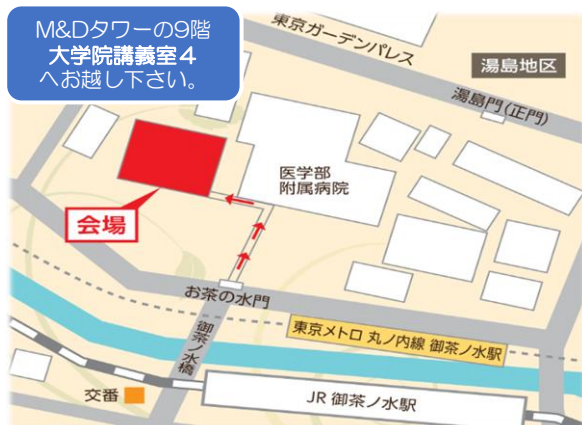 M&Dタワーの9階
大学院講義室4
へお越し下さい。
東京ガーデンパレス
湯島地区
湯島門(正門)
医学部
附属病院
会場
お茶の水門
御茶ノ水橋
東京メトロ 丸ノ内線 御茶ノ水駅
交番
JR 御茶ノ水駅